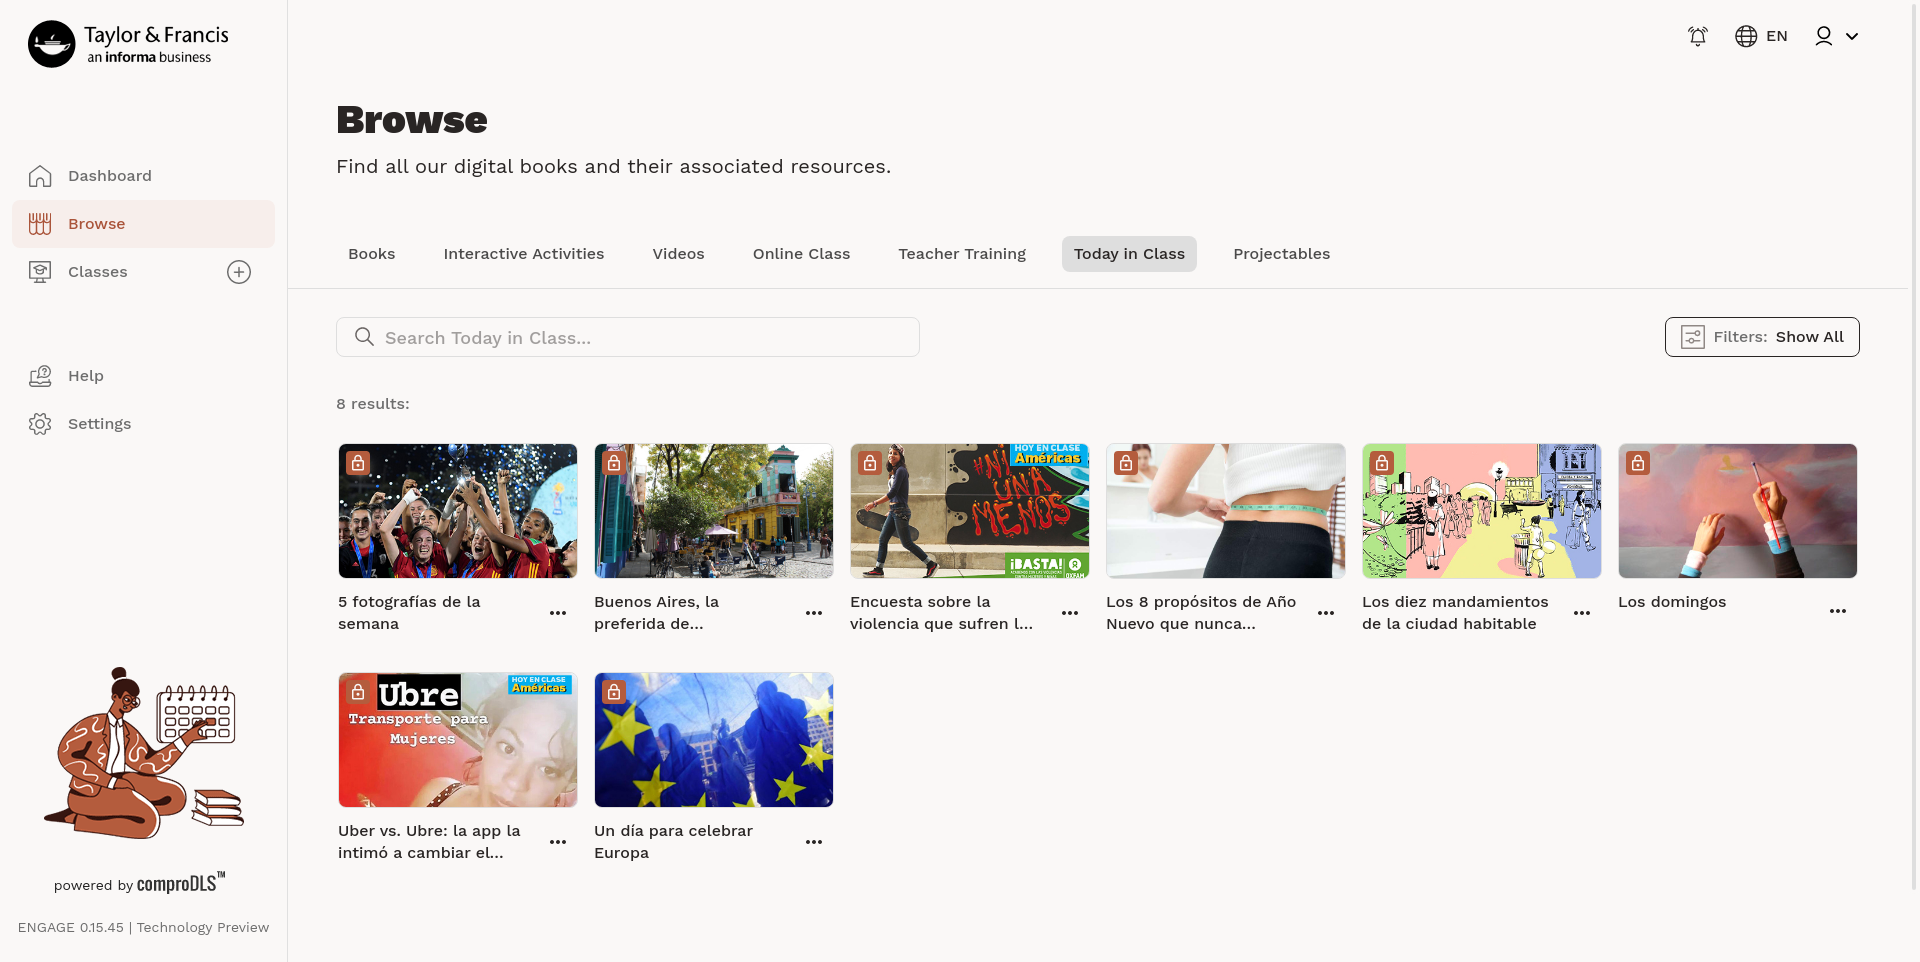 Taylor & Francis
an informa business
EN
Dashboard
Browse
Classes
Help
Settings
powered by comproDLS™
ENGAGE 0.15.45 | Technology Preview
Browse
Find all our digital books and their associated resources.
Books
Interactive Activities
Videos
Online Class
Teacher Training
Today in Class
Projectables
Search Today in Class...
Filters: Show All
8 results:
5 fotografías de la
semana
Buenos Aires, la
preferida de...
HOY EN CLASE
Américas
#NI
UNA
MENOS
¡BASTA!
OXFAM
Encuesta sobre la
violencia que sufren l...
Los 8 propósitos de Año
Nuevo que nunca...
Los diez mandamientos
de la ciudad habitable
Los domingos
HOY EN CLASE
Américas
Ubre
Transporte para
Mujeres
Uber vs. Ubre: la app la
intimó a cambiar el...
Un día para celebrar
Europa